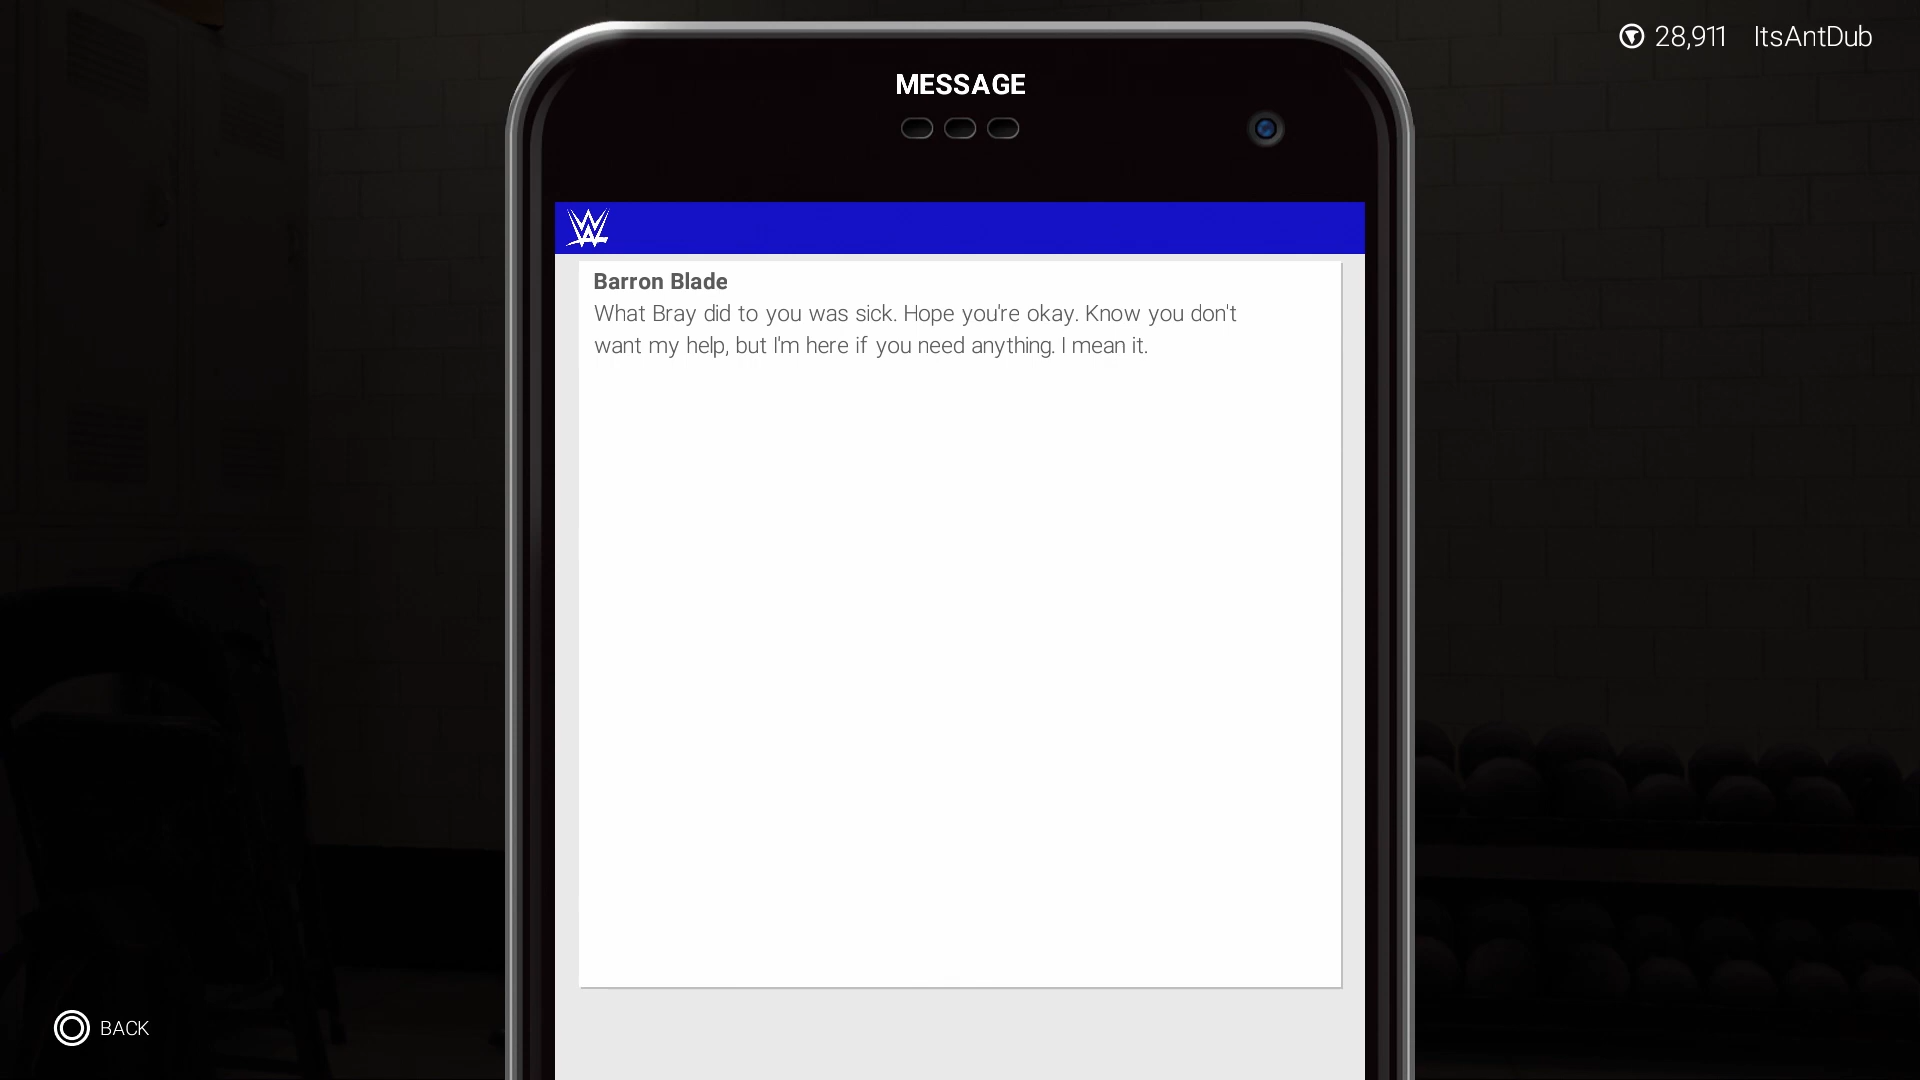 28,911 ItsAntDub
MESSAGE
W
Barron Blade
What Bray did to you was sick. Hope you're okay. Know you don't
want my help, but I'm here if you need anything. I mean it.
BACK